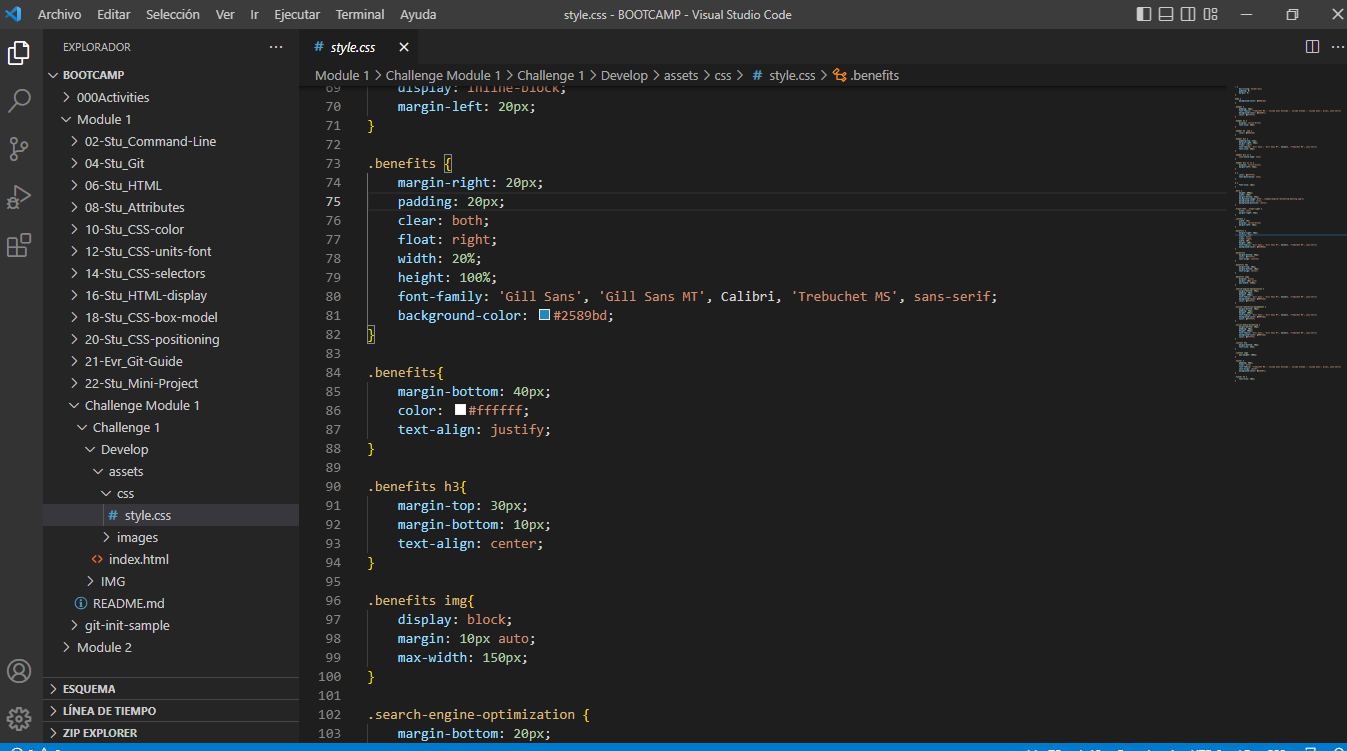 Archivo Editar Selección Ver Ir Ejecutar Terminal Ayuda style.css - BOOTCAMP - Visual Studio Code
EXPLORADOR
BOOTCAMP
000Activities
Module 1
02-Stu_Command-Line
04-Stu_Git
06-Stu_HTML
08-Stu_Attributes
10-Stu_CSS-color
12-Stu_CSS-units-font
14-Stu_CSS-selectors
16-Stu_HTML-display
18-Stu_CSS-box-model
20-Stu_CSS-positioning
21-Evr_Git-Guide
22-Stu_Mini-Project
Challenge Module 1
Challenge 1
Develop
assets
css
# style.css
images
<> index.html
IMG
README.md
git-init-sample
Module 2
ESQUEMA
LÍNEA DE TIEMPO
ZIP EXPLORER
# style.css
Module 1 > Challenge Module 1 > Challenge 1 > Develop > assets > css > # style.css > .benefits
69 display: inline-block;
70 margin-left: 20px;
71 }
72
73 .benefits {
74 margin-right: 20px;
75 padding: 20px;
76 clear: both;
77 float: right;
78 width: 20%;
79 height: 100%;
80 font-family: 'Gill Sans', 'Gill Sans MT', Calibri, 'Trebuchet MS', sans-serif;
81 background-color: #2589bd;
82 }
83
84 .benefits{
85 margin-bottom: 40px;
86 color: #ffffff;
87 text-align: justify;
88 }
89
90 .benefits h3{
91 margin-top: 30px;
92 margin-bottom: 10px;
93 text-align: center;
94 }
95
96 .benefits img{
97 display: block;
98 margin: 10px auto;
99 max-width: 150px;
100 }
101
102 .search-engine-optimization {
103 margin-bottom: 20px;